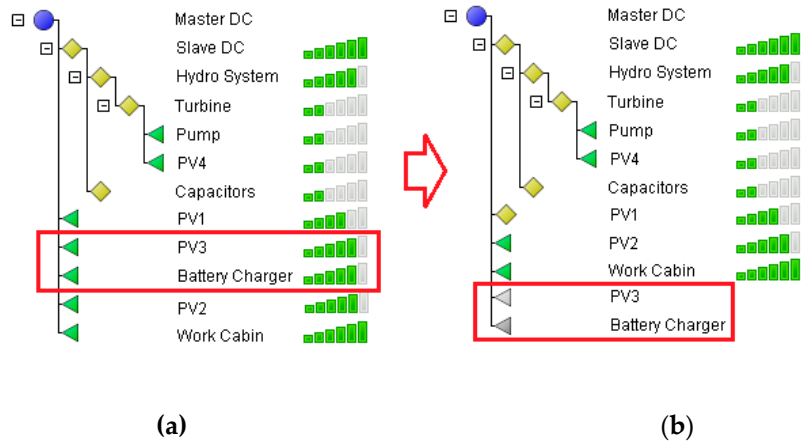 Master DC
Slave DC
Hydro System
Turbine
Pump
PV4
Capacitors
PV1
PV3
Battery Charger
PV2
Work Cabin
(a)
Master DC
Slave DC
Hydro System
Turbine
Pump
PV4
Capacitors
PV1
PV2
Work Cabin
PV3
Battery Charger
(b)